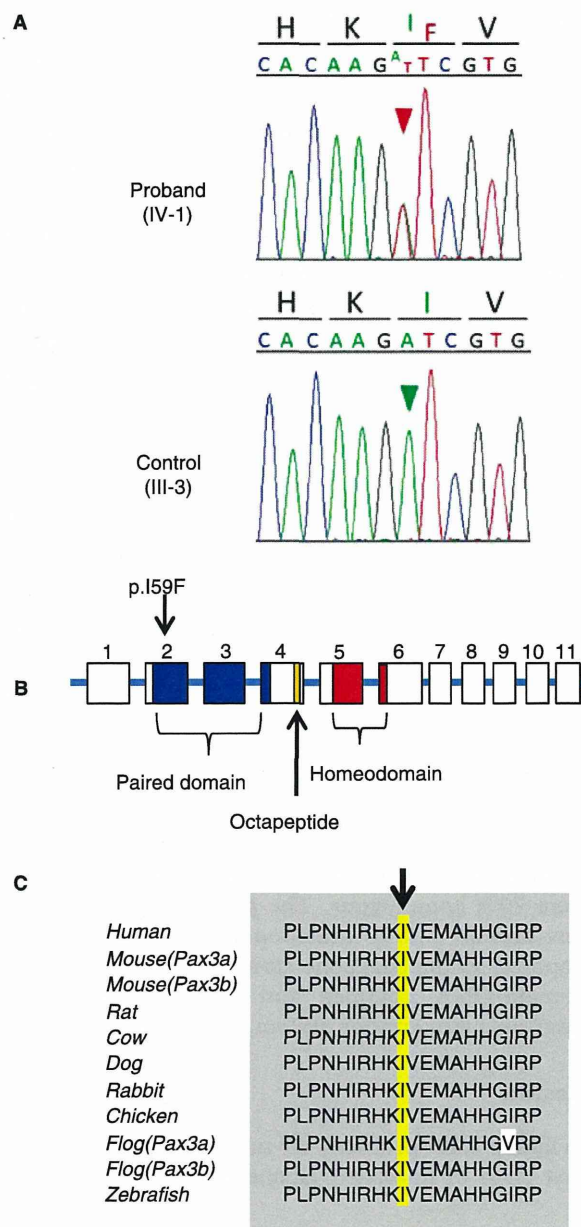 A
H K I F V
C A C A A G A T T C G T G
Proband
(IV-1)
H K I V
C A C A A G A T C G T G
Control
(III-3)
p.I59F
B
1 2 3 4 5 6 7 8 9 10 11
Paired domain
Homeodomain
Octapeptide
C
Human PLPNHIRHKIVEMAHHGIRP
Mouse(Pax3a) PLPNHIRHKIVEMAHHGIRP
Mouse(Pax3b) PLPNHIRHKIVEMAHHGIRP
Rat PLPNHIRHKIVEMAHHGIRP
Cow PLPNHIRHKIVEMAHHGIRP
Dog PLPNHIRHKIVEMAHHGIRP
Rabbit PLPNHIRHKIVEMAHHGIRP
Chicken PLPNHIRHKIVEMAHHGIRP
Flog(Pax3a) PLPNHIRHKIVEMAHHGVRP
Flog(Pax3b) PLPNHIRHKIVEMAHHGIRP
Zebrafish PLPNHIRHKIVEMAHHGIRP